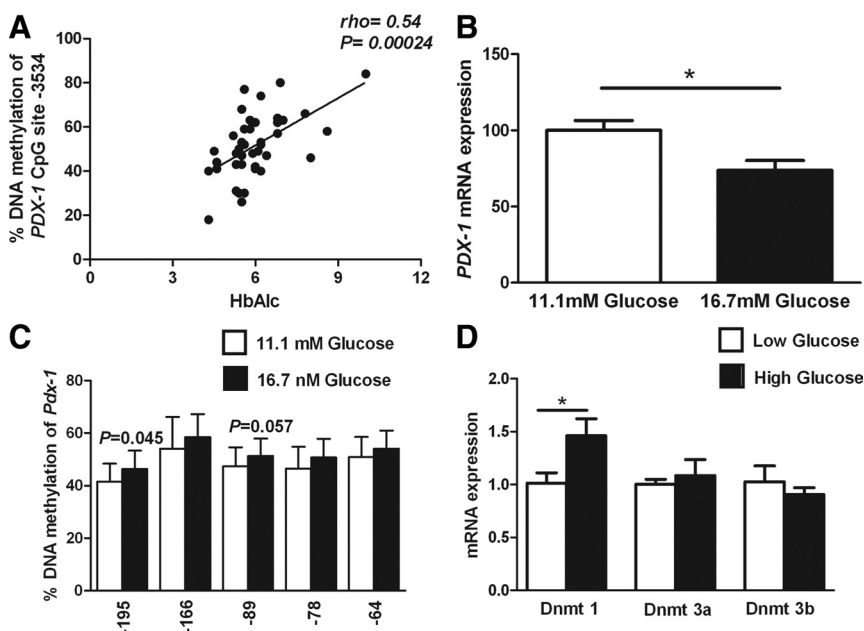 A
rho= 0.54
P= 0.00024
% DNA methylation of
PDX-1 CpG site -3534
100
80
60
40
20
0
0 3 6 9 12
HbAlc
B
*
PDX-1 mRNA expression
150
100
50
0
11.1mM Glucose 16.7mM Glucose
C
11.1 mM Glucose
16.7 nM Glucose
% DNA methylation of Pdx-1
80
60
40
20
0
P=0.045
P=0.057
-195 -166 -89 -78 -64
D
Low Glucose
High Glucose
mRNA expression
2.0
1.5
1.0
0.5
0.0
*
Dnmt 1 Dnmt 3a Dnmt 3b